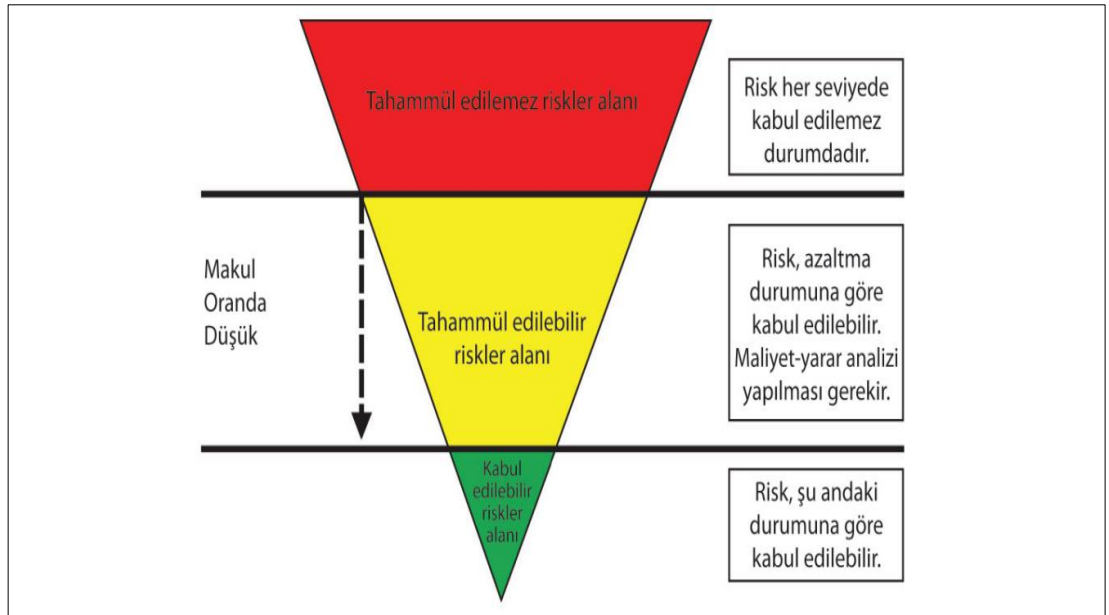 Tahammül edilemez riskler alanı
Risk her seviyede
kabul edilemez
durumdadır.
Makul
Oranda
Düşük
Tahammül edilebilir
riskler alanı
Risk, azaltma
durumuna göre
kabul edilebilir.
Maliyet-yarar analizi
yapılması gerekir.
Kabul
edilebilir
riskler
alanı
Risk, şu andaki
durumuna göre
kabul edilebilir.